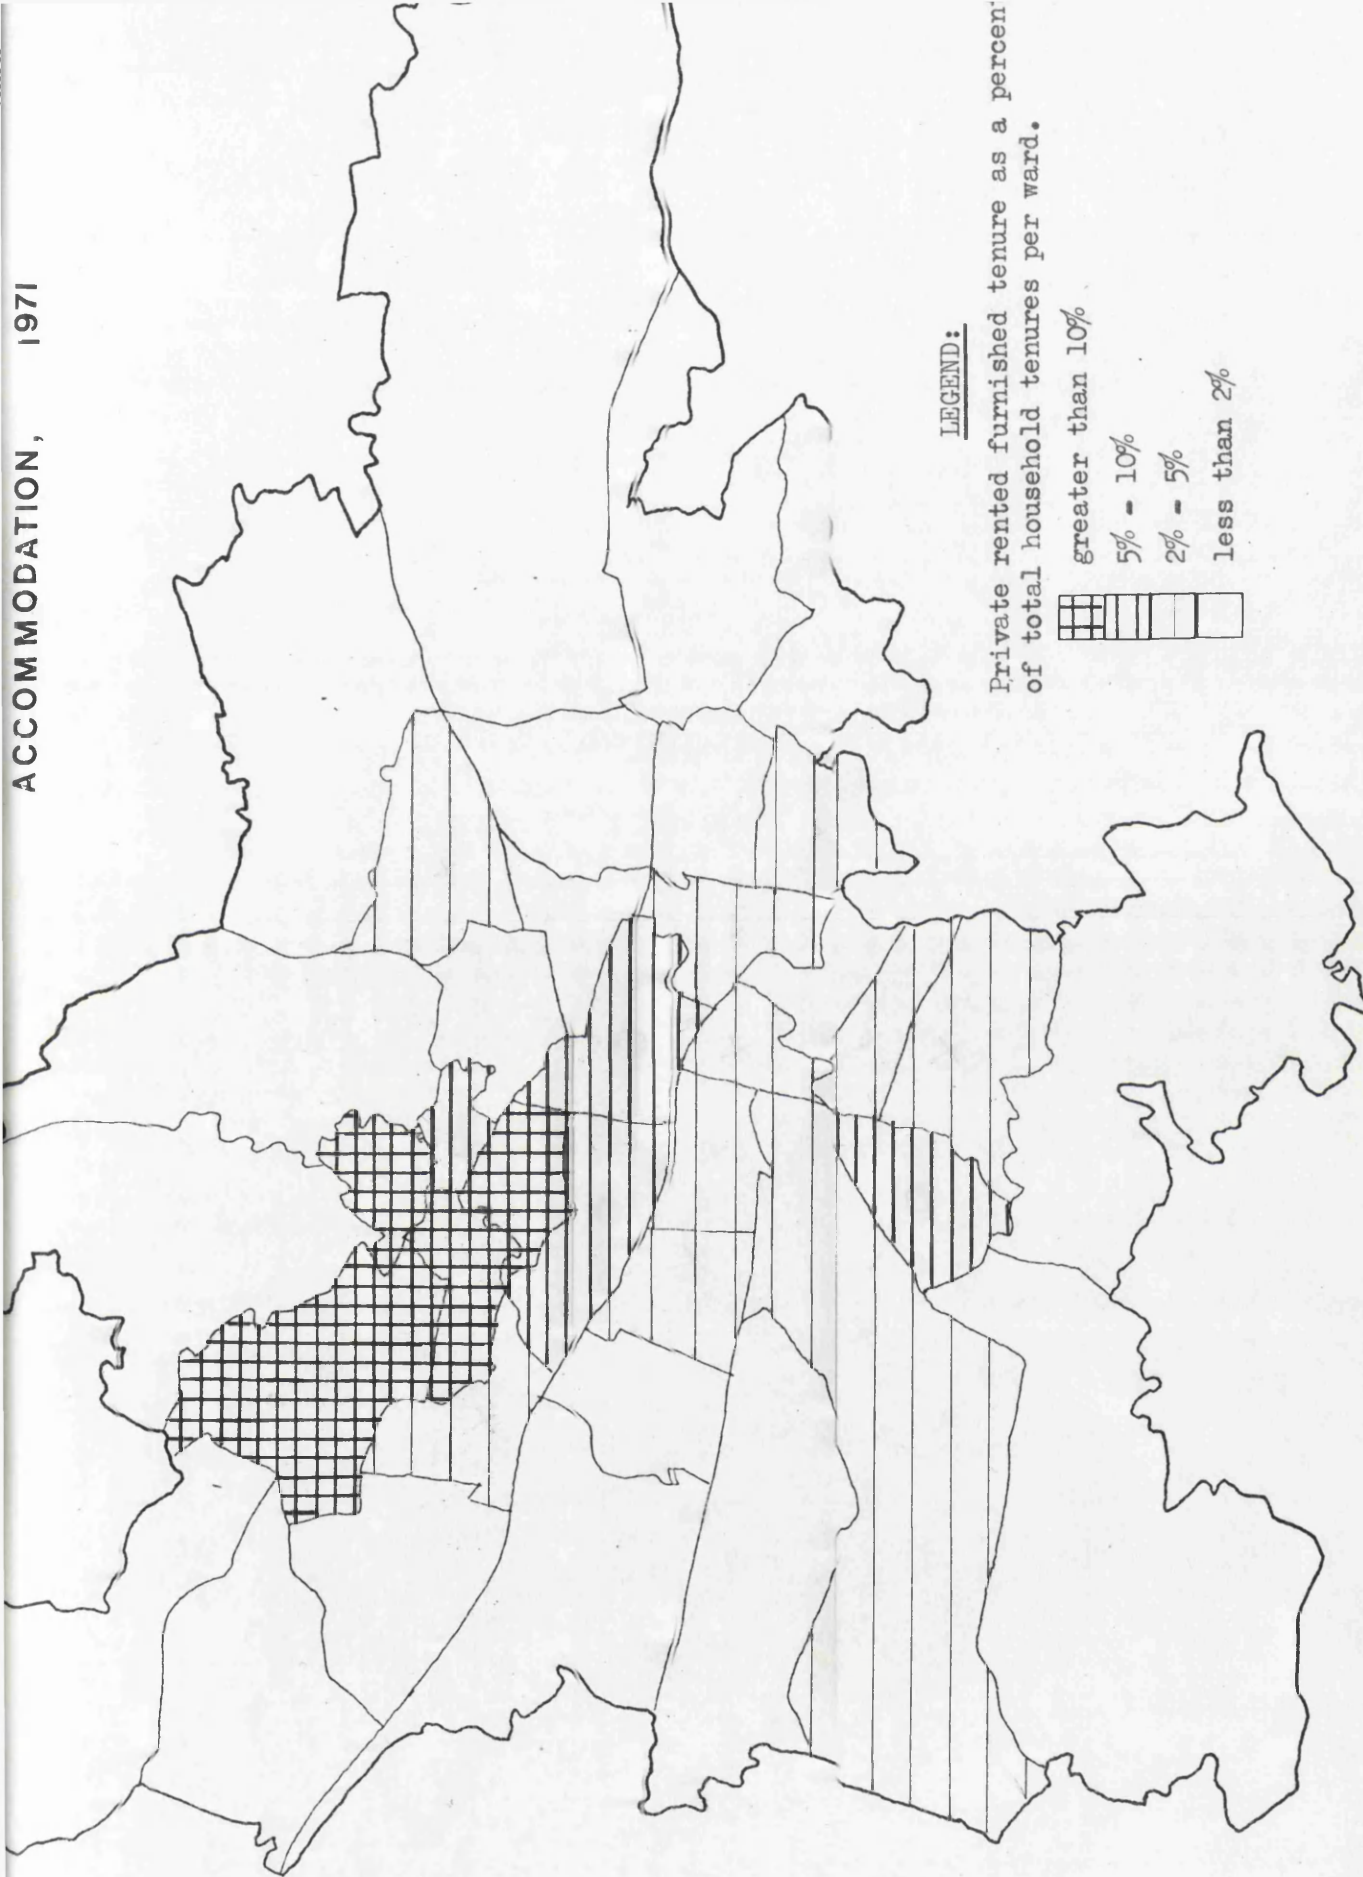 ACCOMMODATION, 1971
LEGEND:
Private rented furnished tenure as a percen
of total household tenures per ward.
greater than 10%
5% - 10%
2% - 5%
less than 2%